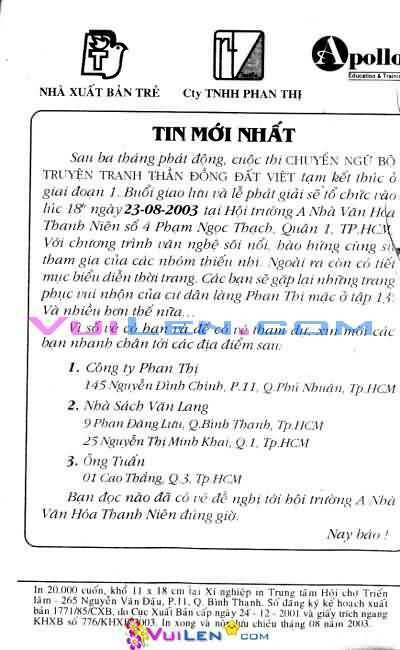 Apollo
Education & Training
NHÀ XUẤT BẢN TRẺ
Cty TNHH PHAN THỊ
TIN MỚI NHẤT
Sau ba tháng phát động, cuộc thi CHUYỂN NGỮ BỘ
TRUYỆN TRANH THẦN ĐỒNG ĐẤT VIỆT tạm kết thúc ở
giai đoạn 1. Buổi giao lưu và lễ phát giải sẽ tổ chức vào
lúc 18h ngày 23-08-2003 tại Hội trường A Nhà Văn Hóa
Thanh Niên số 4 Phạm Ngọc Thạch, Quận 1, TP.HCM.
Với chương trình văn nghệ sôi nổi, hào hứng cùng sự
tham gia của các nhóm thiếu nhi. Ngoài ra còn có tiết
mục biểu diễn thời trang. Các bạn sẽ gặp lại những trang
phục vui nhộn của cư dân làng Phan Thị mặc ở tập 13.
Và nhiều hơn thế nữa...
Vì số vé có hạn và để có vé tham dự, xin mời các
bạn nhanh chân tới các địa điểm sau:
1. Công ty Phan Thị
145 Nguyễn Đình Chính, P.11, Q.Phú Nhuận, Tp.HCM
2. Nhà Sách Văn Lang
9 Phan Đăng Lưu, Q.Bình Thạnh, Tp.HCM
25 Nguyễn Thị Minh Khai, Q.1, Tp.HCM
3. Ông Tuấn
01 Cao Thắng, Q.3, Tp.HCM
Bạn đọc nào đã có vé đề nghị tới hội trường A Nhà
Văn Hóa Thanh Niên đúng giờ.
Nay báo !
In 20.000 cuốn, khổ 11 x 18 cm tại Xí nghiệp in Trung tâm Hội chợ Triển
lãm - 265 Nguyễn Văn Đậu, P.11, Q. Bình Thạnh. Số đăng ký kế hoạch xuất
bản 1771/85/CXB, do Cục Xuất Bản cấp ngày 24 - 12 - 2001 và giấy trích ngang
KHXB số 776/KHXB/2003. In xong và nộp lưu chiểu tháng 08 năm 2003.
VuiLen.com